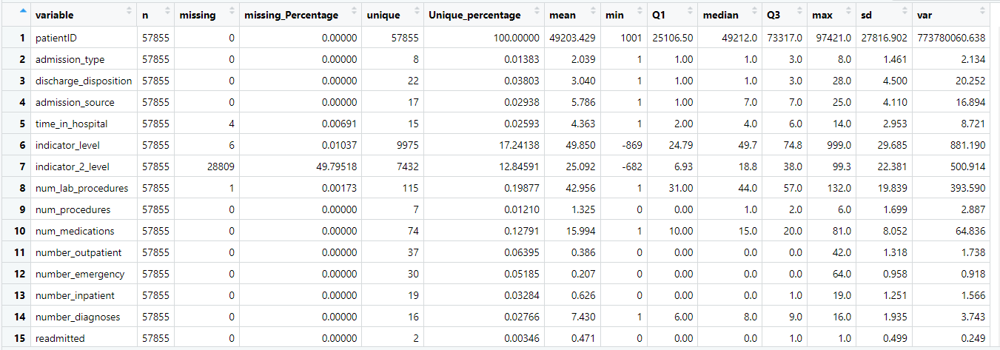 variable n missing missing_Percentage unique Unique_percentage mean min Q1 median Q3 max sd var
1 patientID 57855 0 0.00000 57855 100.00000 49203.429 1001 25106.50 49212.0 73317.0 97421.0 27816.902 773780060.638
2 admission_type 57855 0 0.00000 8 0.01383 2.039 1 1.00 1.0 3.0 8.0 1.461 2.134
3 discharge_disposition 57855 0 0.00000 22 0.03803 3.040 1 1.00 1.0 3.0 28.0 4.500 20.252
4 admission_source 57855 0 0.00000 17 0.02938 5.786 1 1.00 7.0 7.0 25.0 4.110 16.894
5 time_in_hospital 57855 4 0.00691 15 0.02593 4.363 1 2.00 4.0 6.0 14.0 2.953 8.721
6 indicator_level 57855 6 0.01037 9975 17.24138 49.850 -869 24.79 49.7 74.8 999.0 29.685 881.190
7 indicator_2_level 57855 28809 49.79518 7432 12.84591 25.092 -682 6.93 18.8 38.0 99.3 22.381 500.914
8 num_lab_procedures 57855 1 0.00173 115 0.19877 42.956 1 31.00 44.0 57.0 132.0 19.839 393.590
9 num_procedures 57855 0 0.00000 7 0.01210 1.325 0 0.00 1.0 2.0 6.0 1.699 2.887
10 num_medications 57855 0 0.00000 74 0.12791 15.994 1 10.00 15.0 20.0 81.0 8.052 64.836
11 number_outpatient 57855 0 0.00000 37 0.06395 0.386 0 0.00 0.0 0.0 42.0 1.318 1.738
12 number_emergency 57855 0 0.00000 30 0.05185 0.207 0 0.00 0.0 0.0 64.0 0.958 0.918
13 number_inpatient 57855 0 0.00000 19 0.03284 0.626 0 0.00 0.0 1.0 19.0 1.251 1.566
14 number_diagnoses 57855 0 0.00000 16 0.02766 7.430 1 6.00 8.0 9.0 16.0 1.935 3.743
15 readmitted 57855 0 0.00000 2 0.00346 0.471 0 0.00 0.0 1.0 1.0 0.499 0.249